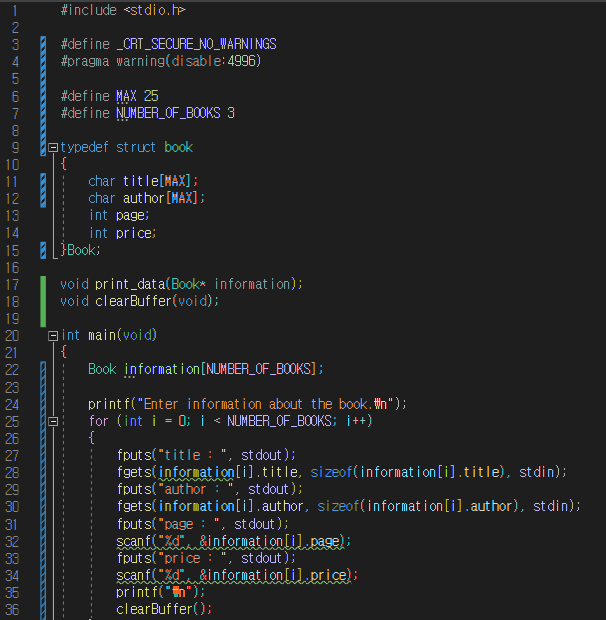 1 #include <stdio.h>
2
3 #define _CRT_SECURE_NO_WARNINGS
4 #pragma warning(disable:4996)
5
6 #define MAX 25
7 #define NUMBER_OF_BOOKS 3
8
9 typedef struct book
10 {
11 char title[MAX];
12 char author[MAX];
13 int page;
14 int price;
15 }Book;
16
17 void print_data(Book* information);
18 void clearBuffer(void);
19
20 int main(void)
21 {
22 Book information[NUMBER_OF_BOOKS];
23
24 printf("Enter information about the book.₩n");
25 for (int i = 0; i < NUMBER_OF_BOOKS; i++)
26 {
27 fputs("title : ", stdout);
28 fgets(information[i].title, sizeof(information[i].title), stdin);
29 fputs("author : ", stdout);
30 fgets(information[i].author, sizeof(information[i].author), stdin);
31 fputs("page : ", stdout);
32 scanf("%d", &information[i].page);
33 fputs("price : ", stdout);
34 scanf("%d", &information[i].price);
35 printf("₩n");
36 clearBuffer();